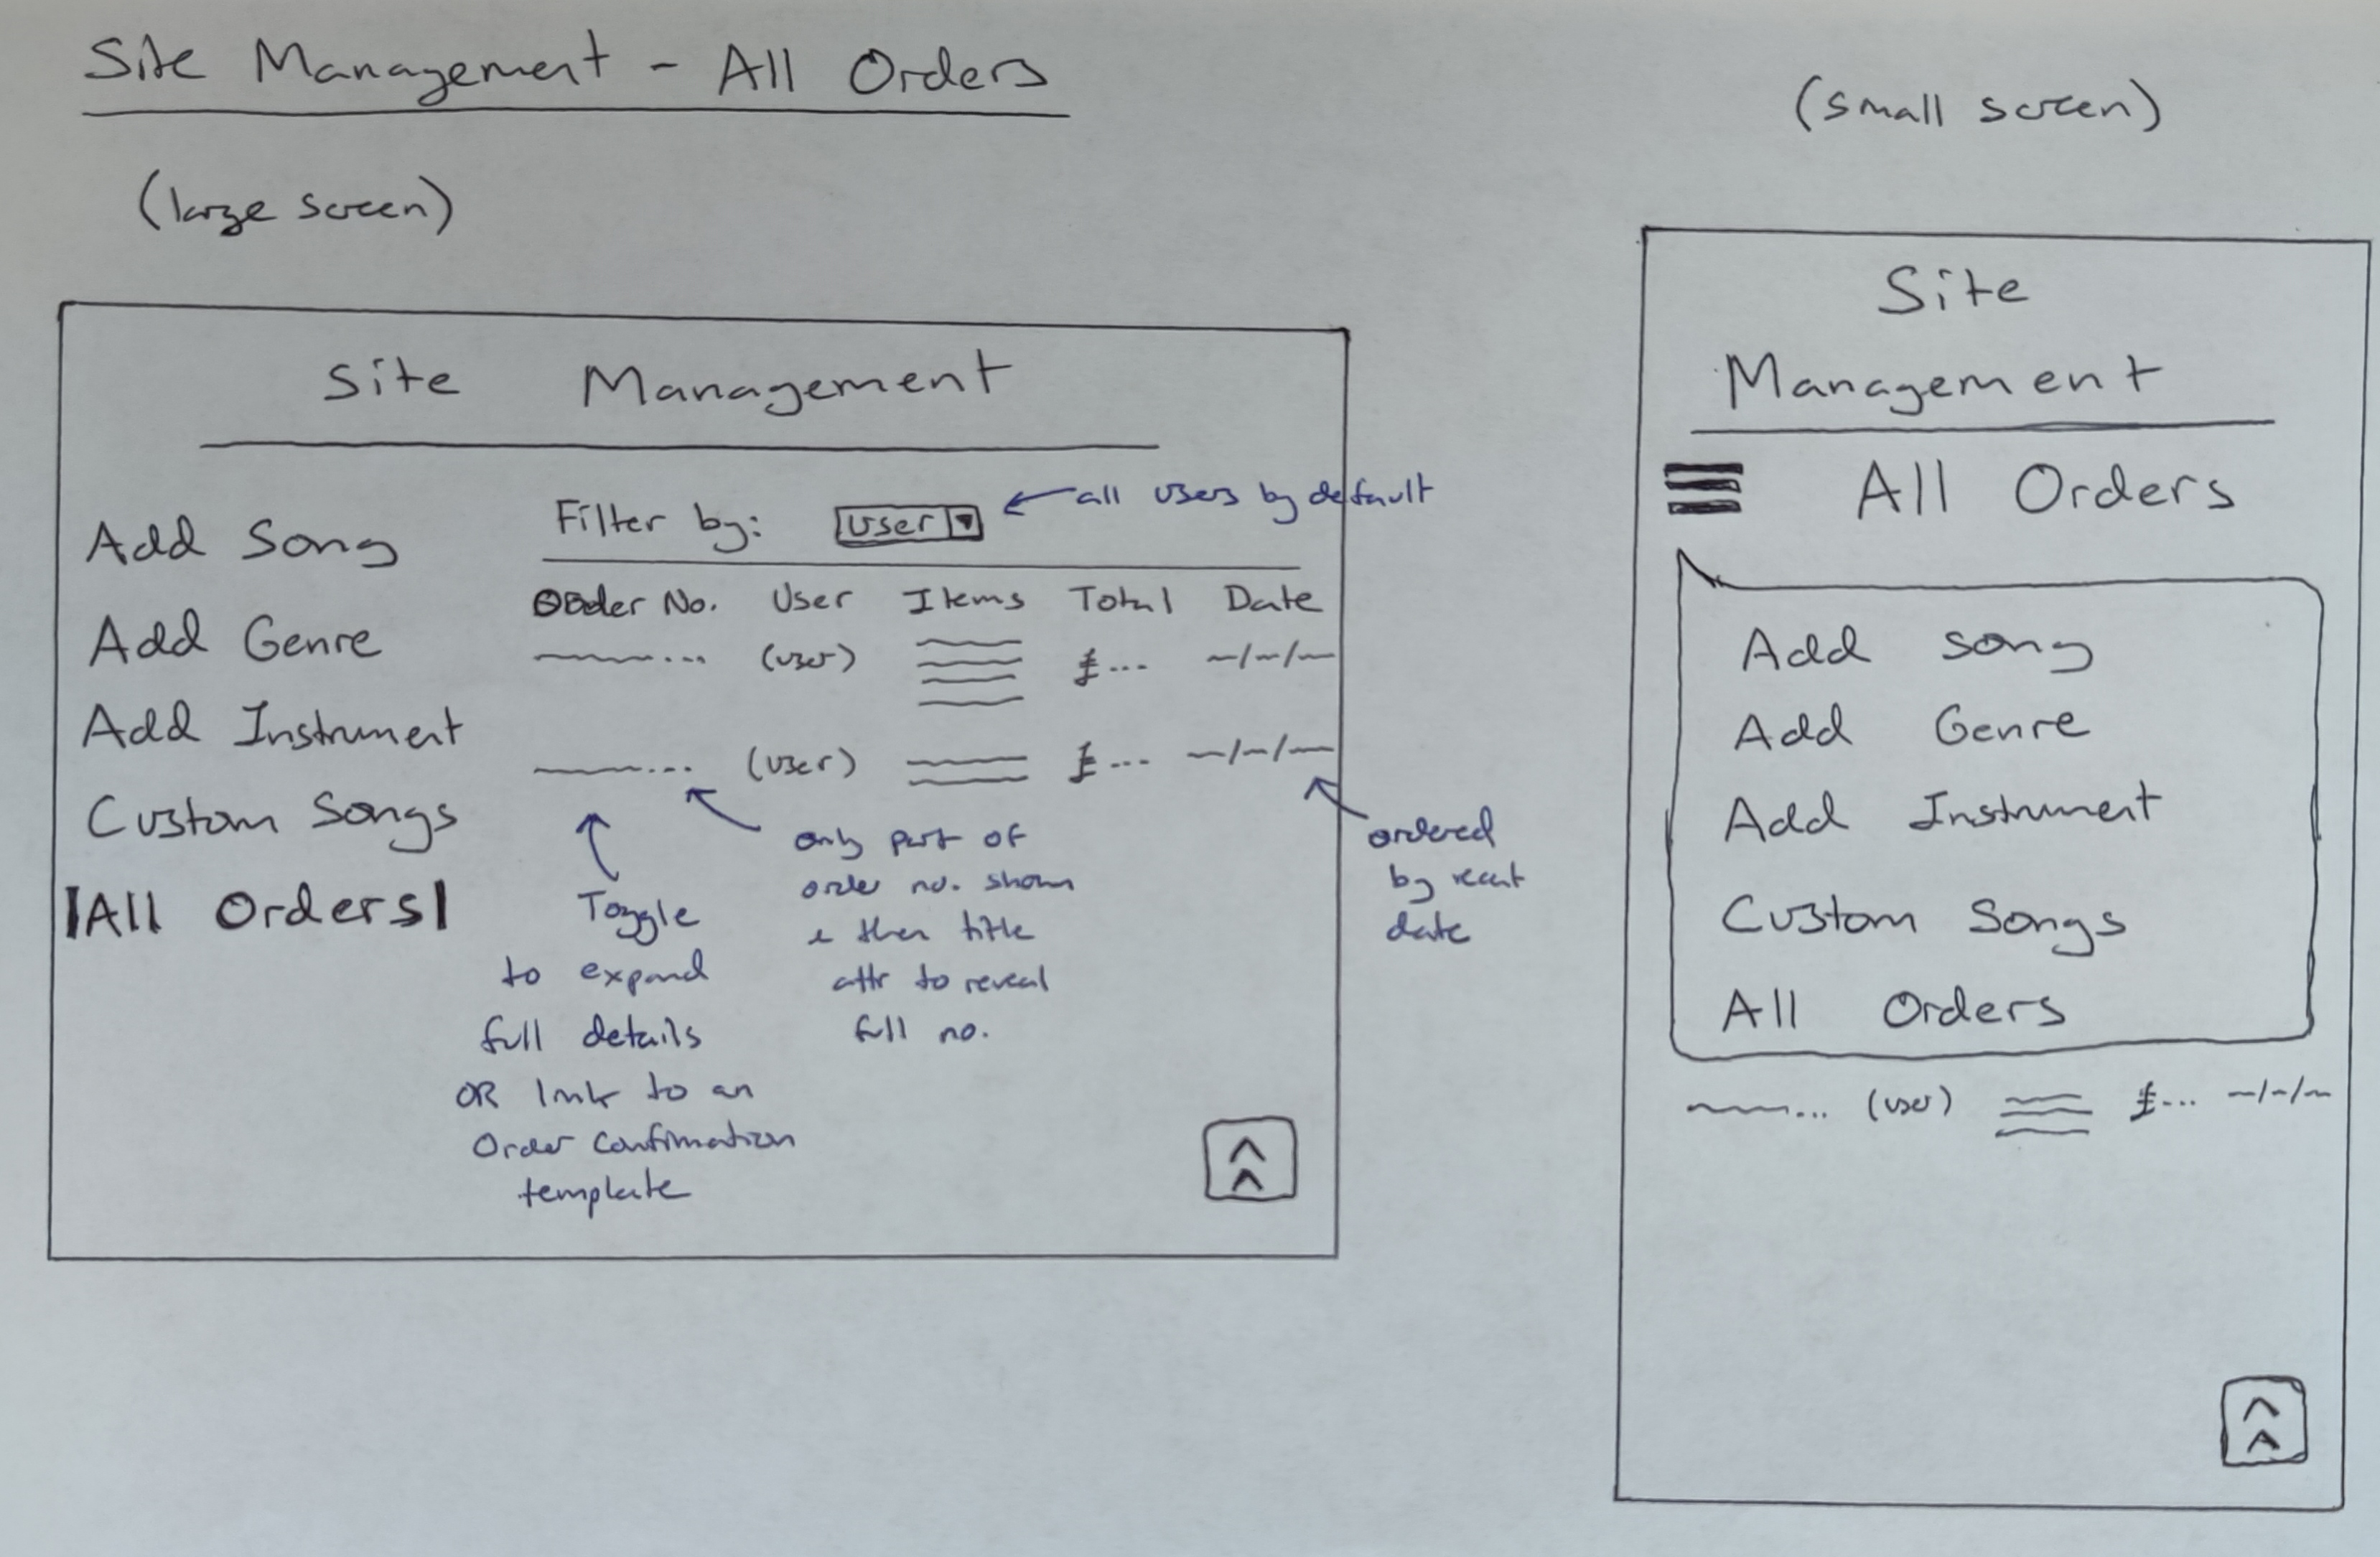 Site Management - All Orders
(large screen)
Site Management
Add Song
Add Genre
Add Instrument
Custom Songs
All Orders
Filter by: User
all users by default
Order No. User Items Total Date
... (user) £... -/-/-
... (user) £... -/-/-
Toggle
to expand
full details
OR link to an
Order Confirmation
template
only part of
order no. shown
& then title
attr to reveal
full no.
ordered
by recent
date
(small screen)
Site
Management
All Orders
Add song
Add Genre
Add Instrument
Custom Songs
All Orders
... (user) £... -/-/-